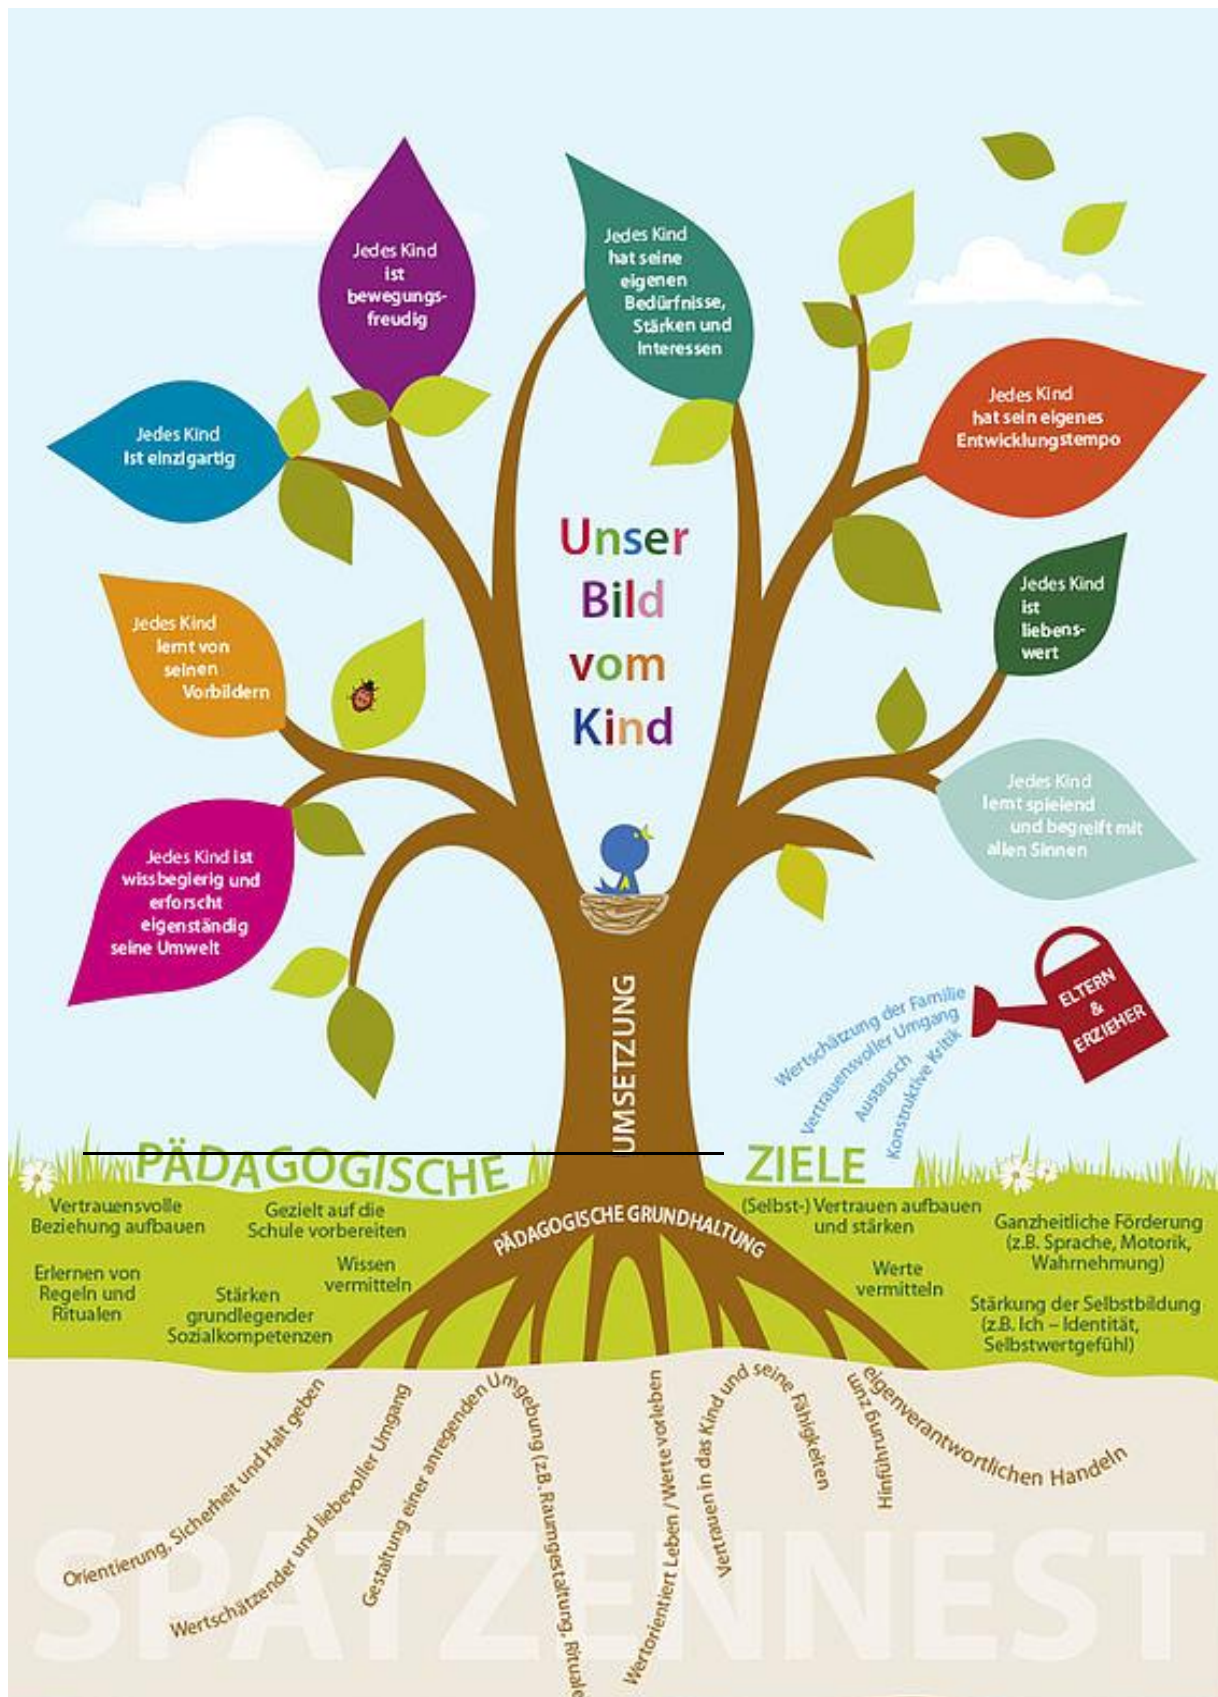 Jedes Kind
ist
bewegungs-
freudig
Jedes Kind
hat seine
eigenen
Bedürfnisse,
Stärken und
Interessen
Jedes Kind
ist einzigartig
Jedes Kind
hat sein eigenes
Entwicklungstempo
Unser
Bild
vom
Kind
Jedes Kind
lernt von
seinen
Vorbildern
Jedes Kind
ist
liebens-
wert
Jedes Kind ist
wissbegierig und
erforscht
eigenständig
seine Umwelt
Jedes Kind
lernt spielend
und begreift mit
allen Sinnen
ELTERN
&
ERZIEHER
Wertschätzung der Familie
Vertrauensvoller Umgang
Austausch
Konstruktive Kritik
UMSETZUNG
PÄDAGOGISCHE ZIELE
Vertrauensvolle
Beziehung aufbauen
Gezielt auf die
Schule vorbereiten
Erlernen von
Regeln und
Ritualen
Wissen
vermitteln
Stärken
grundlegender
Sozialkompetenzen
PÄDAGOGISCHE GRUNDHALTUNG
(Selbst-) Vertrauen aufbauen
und stärken
Ganzheitliche Förderung
(z.B. Sprache, Motorik,
Wahrnehmung)
Werte
vermitteln
Stärkung der Selbstbildung
(z.B. Ich – Identität,
Selbstwertgefühl)
Orientierung, Sicherheit und Halt geben
Wertschätzender und liebevoller Umgang
Gestaltung einer anregenden Umgebung (z.B. Raumgestaltung, Rituale
Wertorientiert Leben / Werte vorleben
Vertrauen in das Kind und seine Fähigkeiten
Hinführung zum
eigenverantwortlichen Handeln
SPATZENNEST